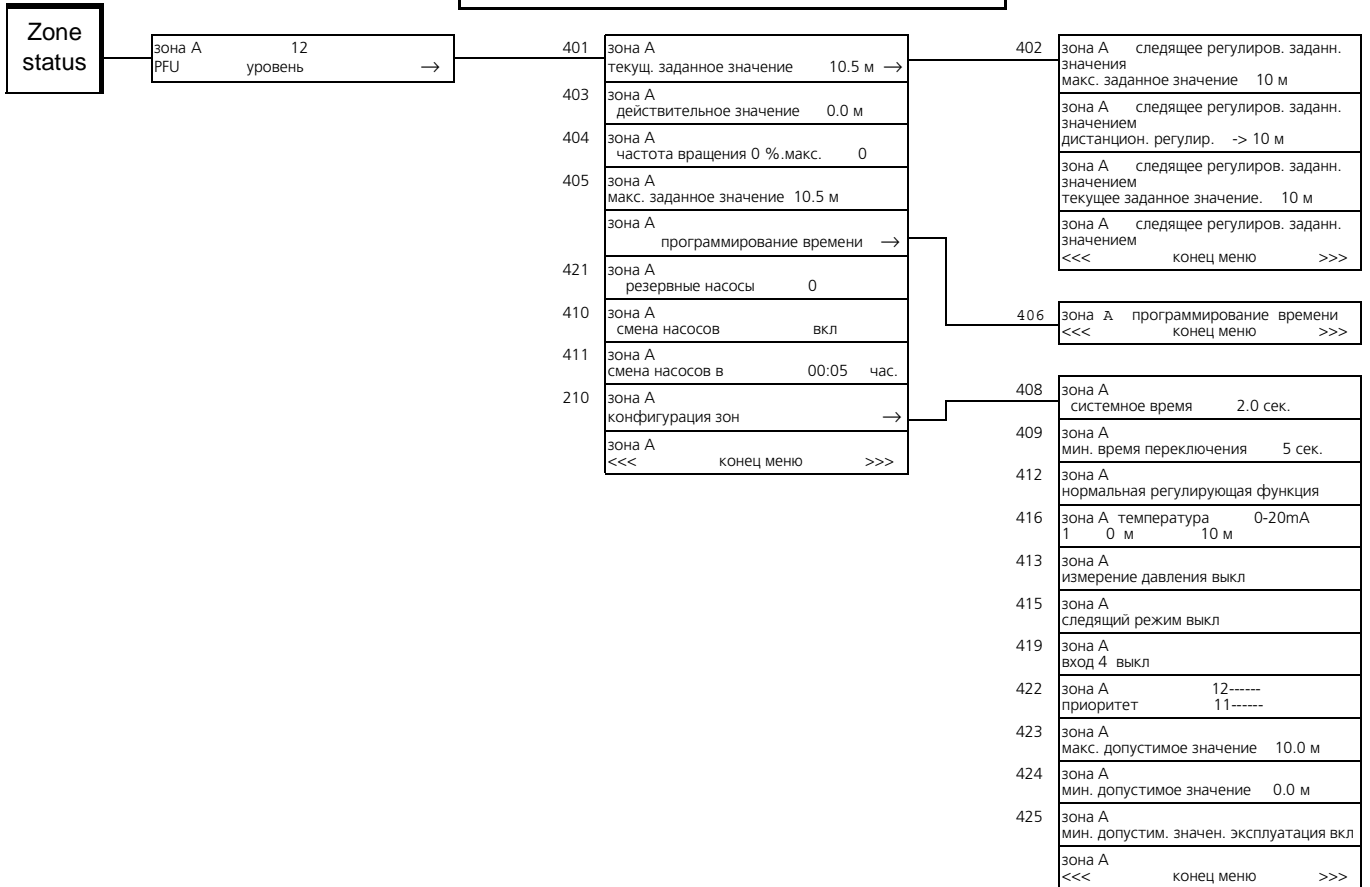 Zone
status
зона А 12
PFU уровень →
401 зона А
текущ. заданное значение 10.5 м →
403 зона А
действительное значение 0.0 м
404 зона А
частота вращения 0 %.макс. 0
405 зона А
макс. заданное значение 10.5 м
зона А
программирование времени →
421 зона А
резервные насосы 0
410 зона А
смена насосов вкл
411 зона А
смена насосов в 00:05 час.
210 зона А
конфигурация зон →
зона А
<<< конец меню >>>
402 зона А следящее регулиров. заданн.
значения
макс. заданное значение 10 м
зона А следящее регулиров. заданн.
значением
дистанцион. регулир. -> 10 м
зона А следящее регулиров. заданн.
значением
текущее заданное значение. 10 м
зона А следящее регулиров. заданн.
значением
<<< конец меню >>>
406 зона А программирование времени
<<< конец меню >>>
408 зона А
системное время 2.0 сек.
409 зона А
мин. время переключения 5 сек.
412 зона А
нормальная регулирующая функция
416 зона А температура 0-20mA
1 0 м 10 м
413 зона А
измерение давления выкл
415 зона А
следящий режим выкл
419 зона А
вход 4 выкл
422 зона А 12------
приоритет 11------
423 зона А
макс. допустимое значение 10.0 м
424 зона А
мин. допустимое значение 0.0 м
425 зона А
мин. допустим. значен. эксплуатация вкл
зона А
<<< конец меню >>>